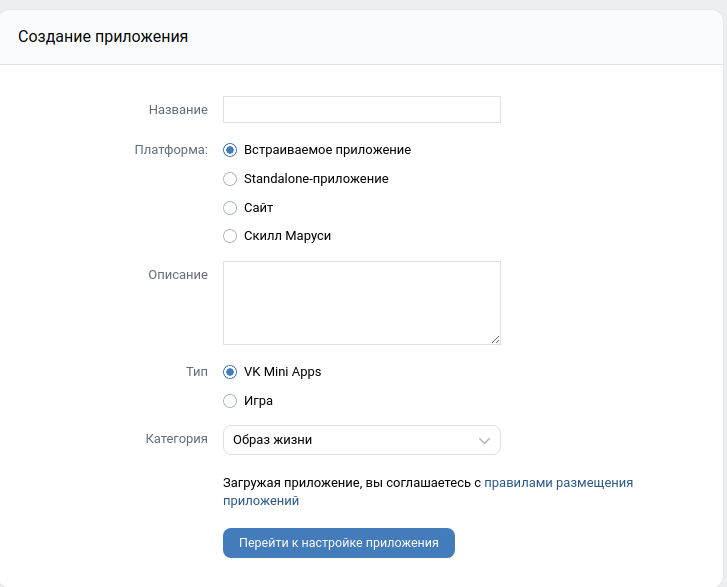 Создание приложения
Название
Платформа:
Встраиваемое приложение
Standalone-приложение
Сайт
Скилл Маруси
Описание
Тип
VK Mini Apps
Игра
Категория
Образ жизни
Загружая приложение, вы соглашаетесь с правилами размещения
приложений
Перейти к настройке приложения